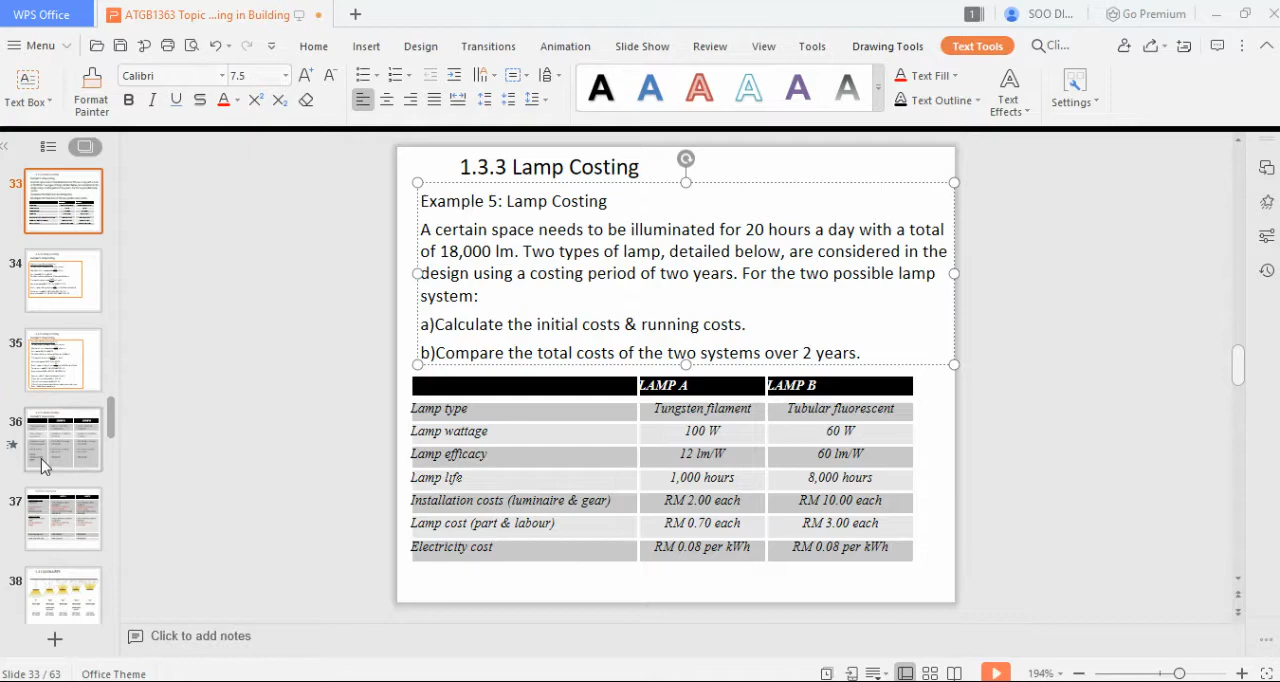 WPS Office
ATGB1363 Topic ...ing in Building
1
SOO DI...
Go Premium
Menu
Home
Insert
Design
Transitions
Animation
Slide Show
Review
View
Tools
Drawing Tools
Text Tools
Cli...
Text Box
Format
Painter
Calibri
7.5
Text Fill
Text Outline
Text
Effects
Settings
33
34
35
36
37
38
1.3.3 Lamp Costing
Example 5: Lamp Costing
A certain space needs to be illuminated for 20 hours a day with a total
of 18,000 lm. Two types of lamp, detailed below, are considered in the
design using a costing period of two years. For the two possible lamp
system:
a)Calculate the initial costs & running costs.
b)Compare the total costs of the two systems over 2 years.
LAMP A LAMP B
Lamp type Tungsten filament Tubular fluorescent
Lamp wattage 100 W 60 W
Lamp efficacy 12 lm/W 60 lm/W
Lamp life 1,000 hours 8,000 hours
Installation costs (luminaire & gear) RM 2.00 each RM 10.00 each
Lamp cost (part & labour) RM 0.70 each RM 3.00 each
Electricity cost RM 0.08 per kWh RM 0.08 per kWh
Click to add notes
Slide 33 / 63
Office Theme
194%